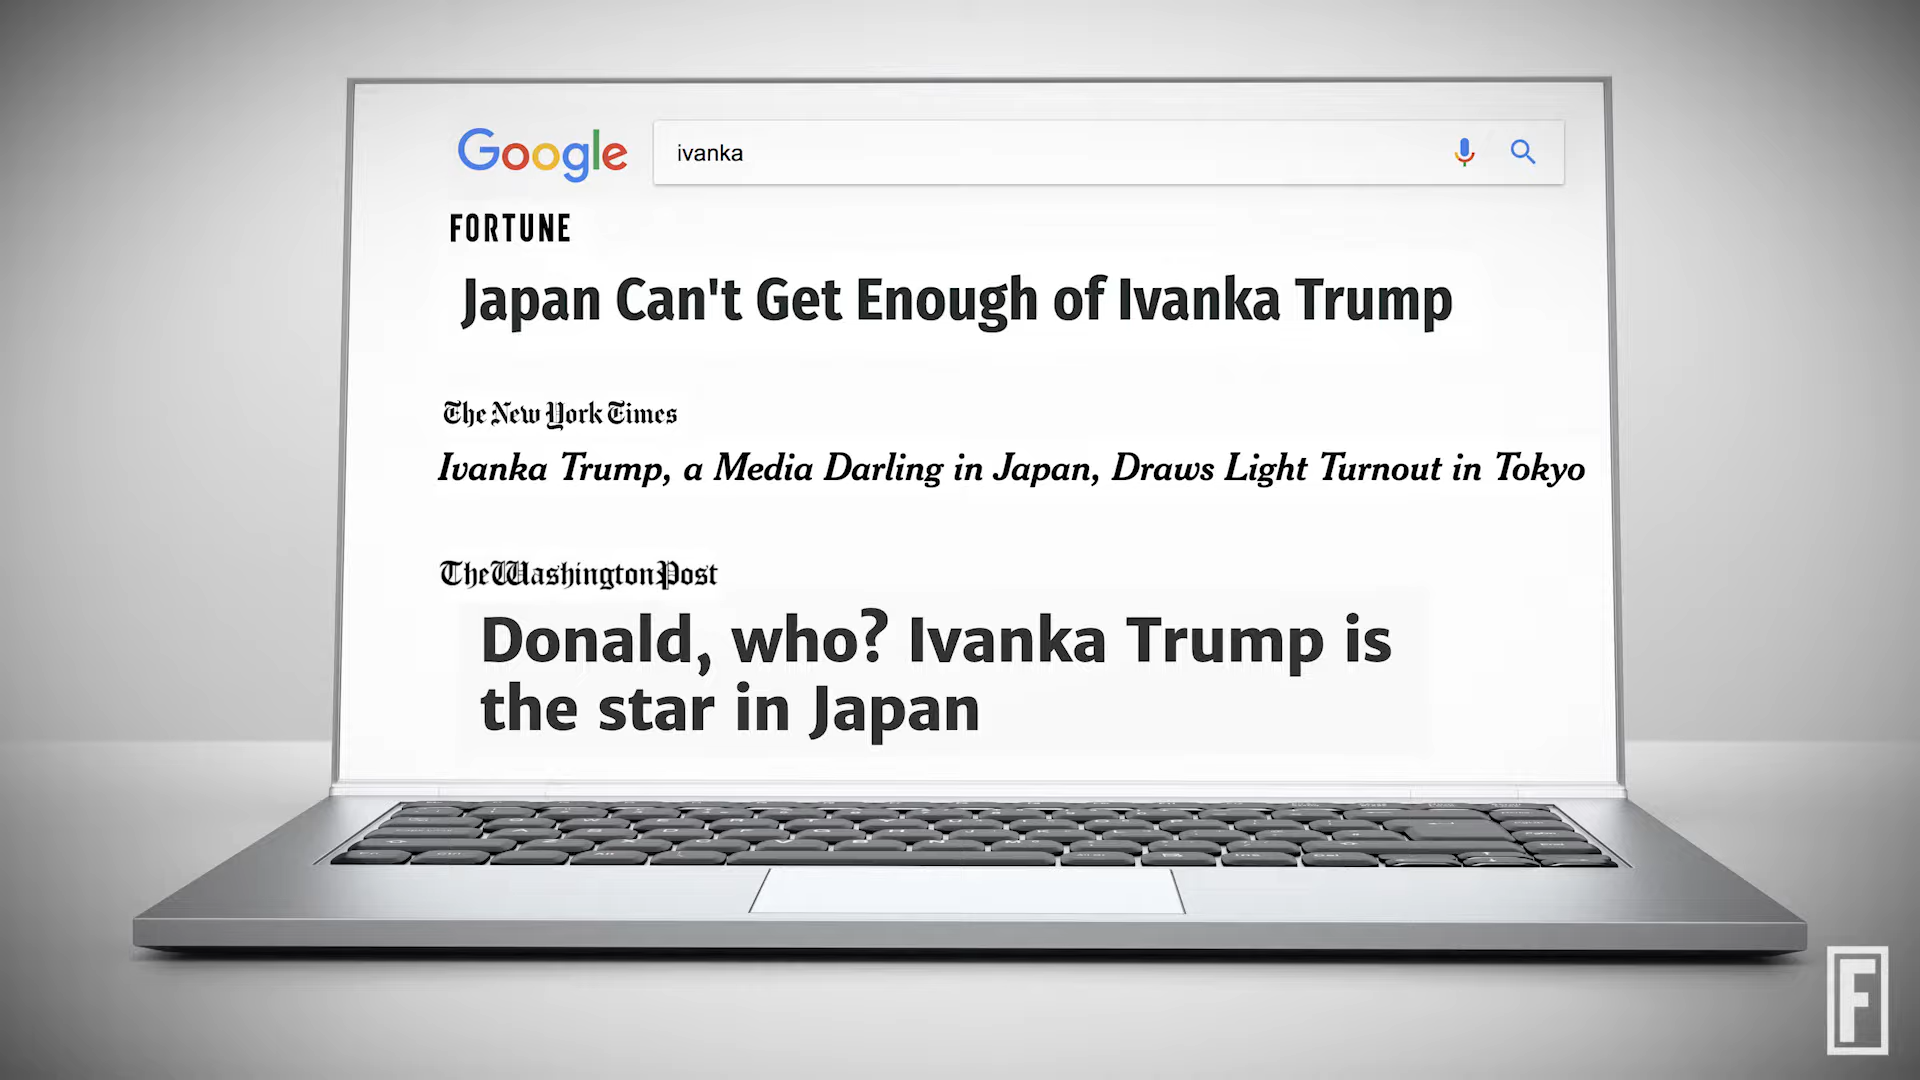 Google
ivanka
FORTUNE
Japan Can't Get Enough of Ivanka Trump
The New York Times
Ivanka Trump, a Media Darling in Japan, Draws Light Turnout in Tokyo
The Washington Post
Donald, who? Ivanka Trump is
the star in Japan
F